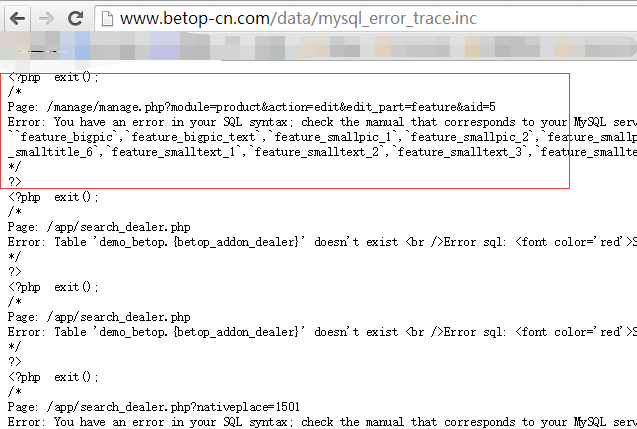 www.betop-cn.com/data/mysql_error_trace.inc
<?php exit();
/*
Page: /manage/manage.php?module=product&action=edit&edit_part=feature&aid=5
Error: You have an error in your SQL syntax; check the manual that corresponds to your MySQL serv
``feature_bigpic`,`feature_bigpic_text`,`feature_smallpic_1`,`feature_smallpic_2`,`feature_smallp
_smalltitle_6`,`feature_smalltext_1`,`feature_smalltext_2`,`feature_smalltext_3`,`feature_smallte
*/
?>
<?php exit();
/*
Page: /app/search_dealer.php
Error: Table 'demo_betop.{betop_addon_dealer}' doesn't exist <br />Error sql: <font color='red'>S
*/
?>
<?php exit();
/*
Page: /app/search_dealer.php
Error: Table 'demo_betop.{betop_addon_dealer}' doesn't exist <br />Error sql: <font color='red'>S
*/
?>
<?php exit();
/*
Page: /app/search_dealer.php?nativeplace=1501
Error: You have an error in your SQL syntax; check the manual that corresponds to your MySQL serv